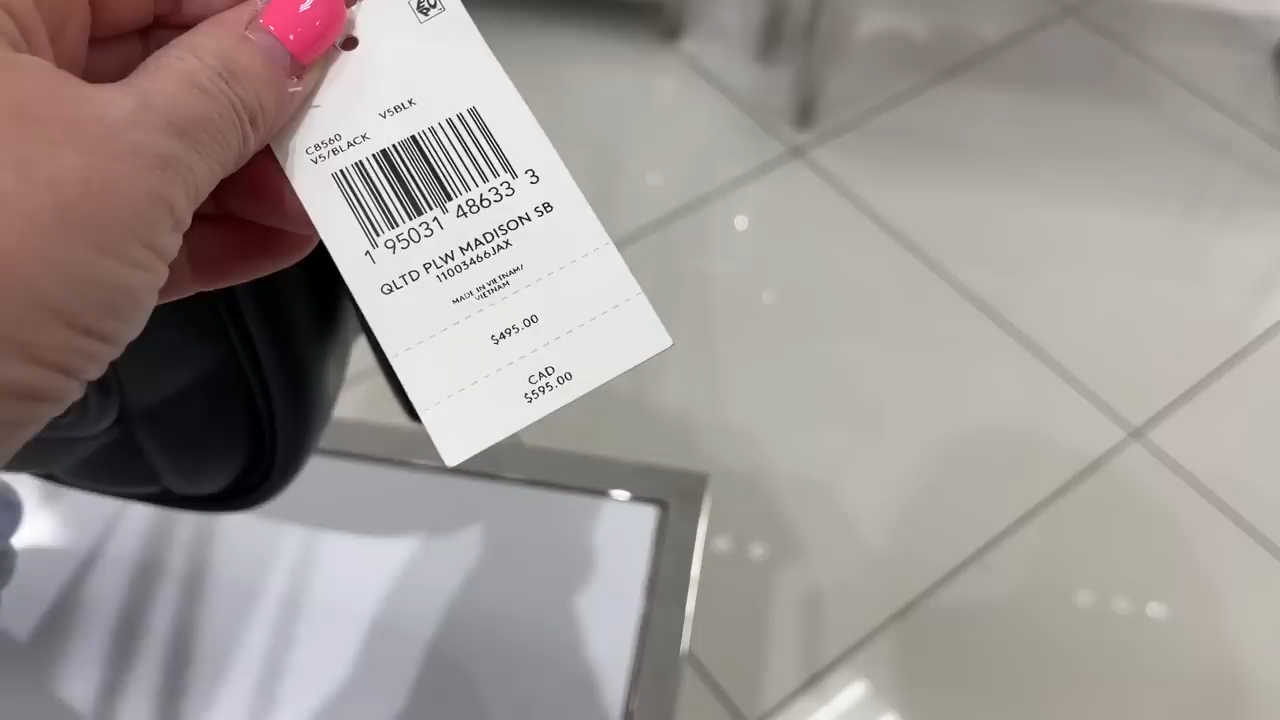 C8560 V5BLK
V5/BLACK
1 95031 48633 3
QLTD PLW MADISON SB
11003466JAX
MADE IN VIETNAM/
VIETNAM
$495.00
CAD
$595.00